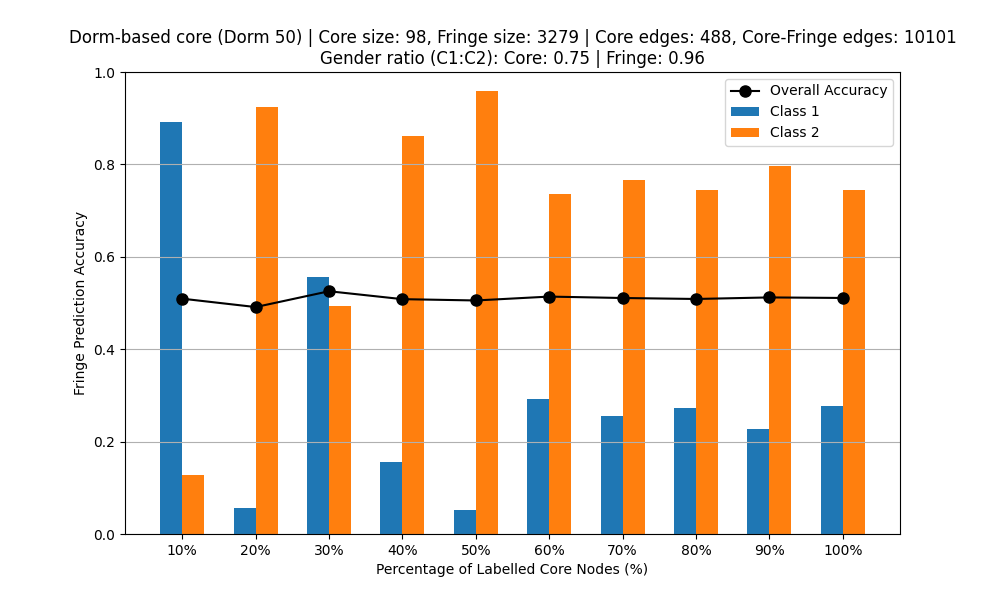 Dorm-based core (Dorm 50) | Core size: 98, Fringe size: 3279 | Core edges: 488, Core-Fringe edges: 10101
Gender ratio (C1:C2): Core: 0.75 | Fringe: 0.96
Overall Accuracy
Class 1
Class 2
Fringe Prediction Accuracy
1.0
0.8
0.6
0.4
0.2
0.0
10% 20% 30% 40% 50% 60% 70% 80% 90% 100%
Percentage of Labelled Core Nodes (%)